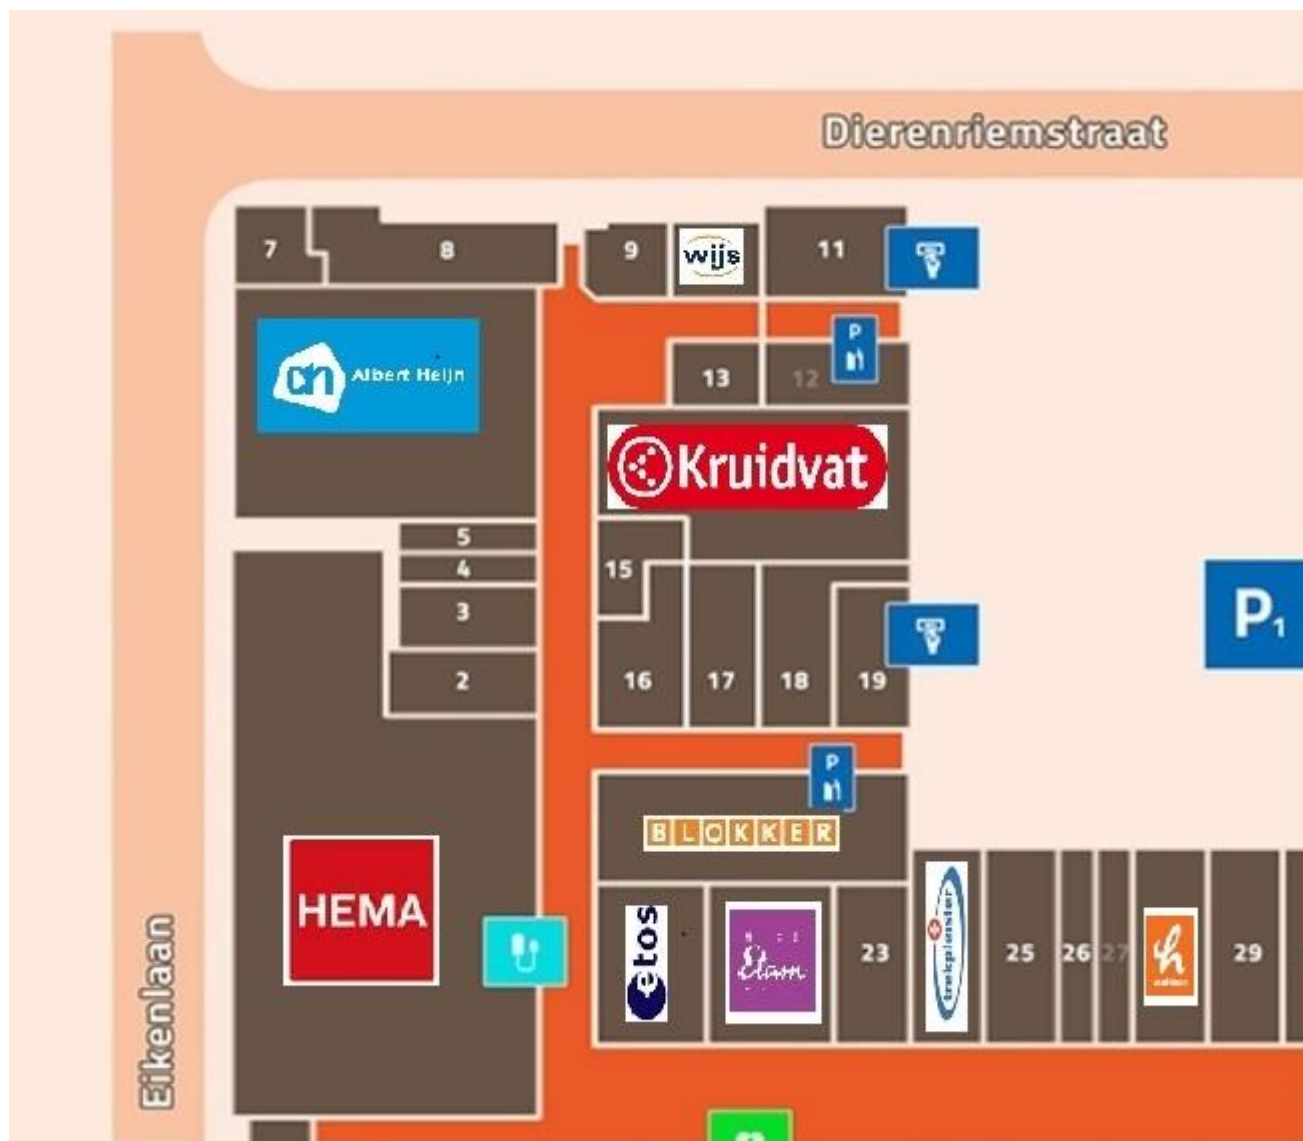 Dierenriemstraat
7
8
9
wijs
11
P
13
12
Albert Heijn
Kruidvat
5
4
3
2
15
16
17
18
19
P1
P
BLOKKER
HEMA
Eikenlaan
etos
23
trekpleister
25
26
27
29